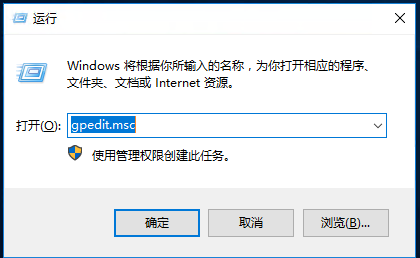 运行
Windows 将根据你所输入的名称，为你打开相应的程序、
文件夹、文档或 Internet 资源。
打开(O): gpedit.msc
使用管理权限创建此任务。
确定 取消 浏览(B)...